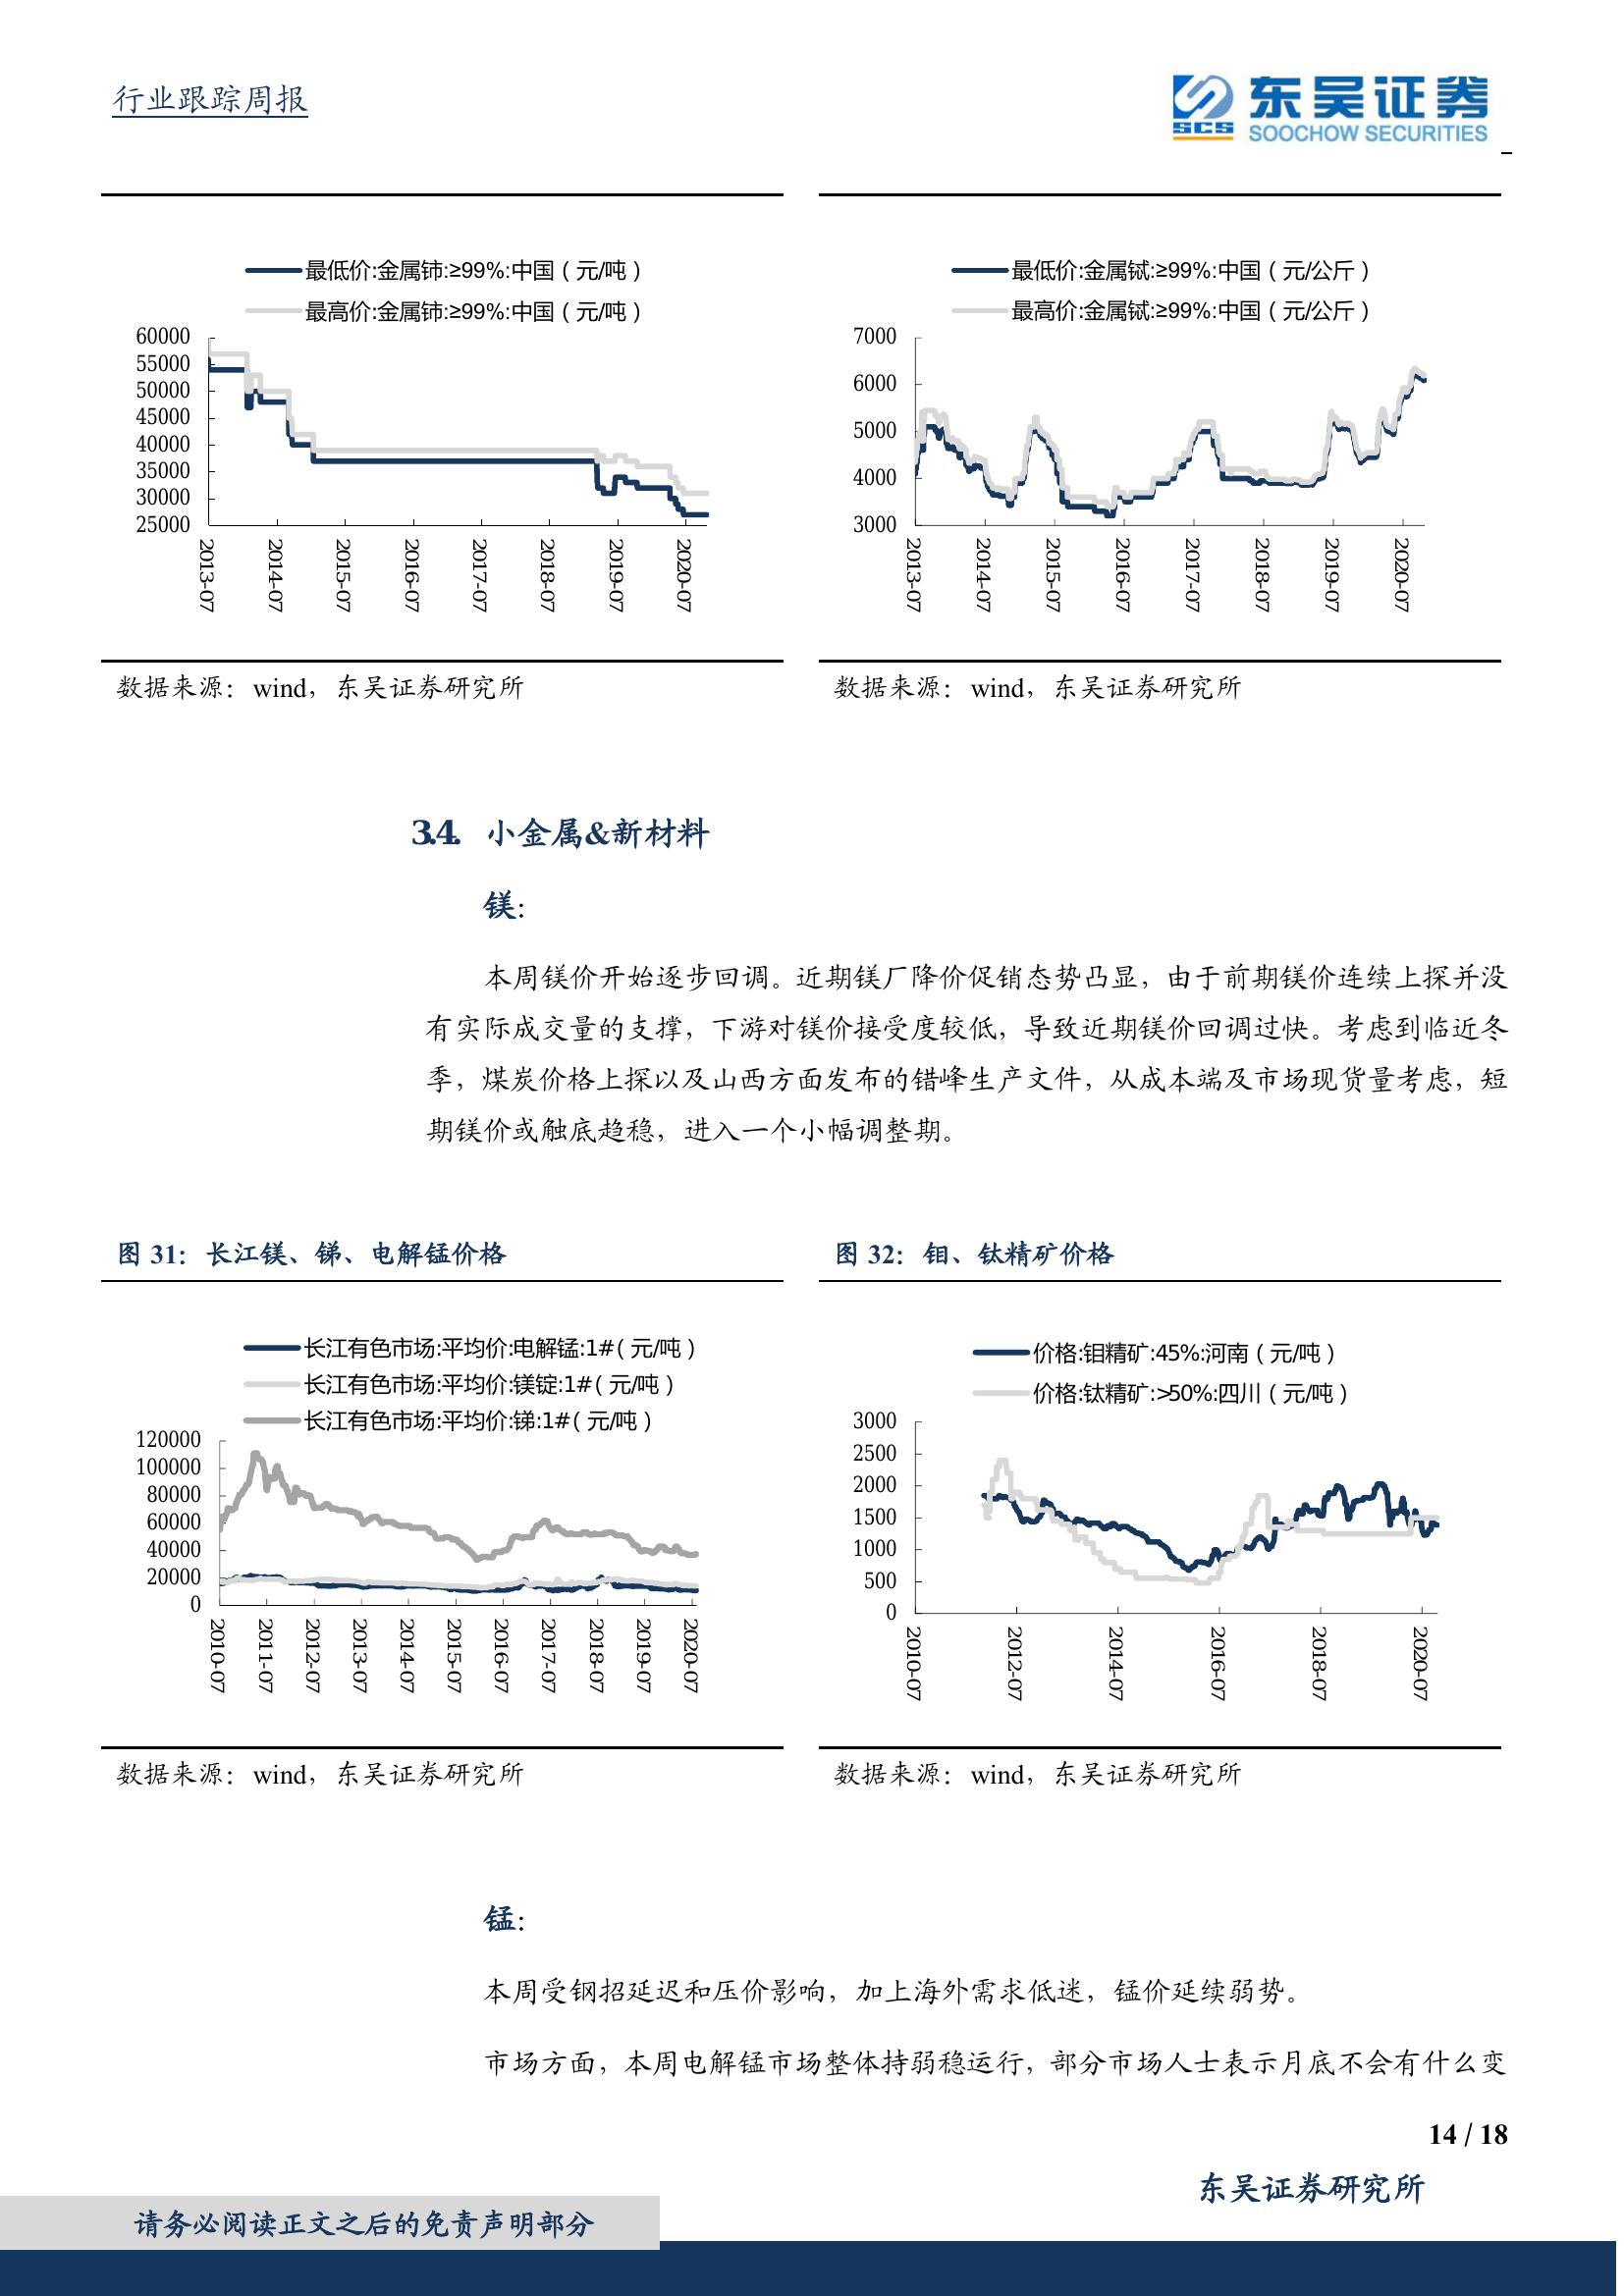 行业跟踪周报
SCS
东吴证券
SOOCHOW SECURITIES
最低价:金属铈:≥99%:中国（元/吨）
最高价:金属铈:≥99%:中国（元/吨）
60000
55000
50000
45000
40000
35000
30000
25000
2013-07
2014-07
2015-07
2016-07
2017-07
2018-07
2019-07
2020-07
最低价:金属铽:≥99%:中国（元/公斤）
最高价:金属铽:≥99%:中国（元/公斤）
7000
6000
5000
4000
3000
2013-07
2014-07
2015-07
2016-07
2017-07
2018-07
2019-07
2020-07
数据来源：wind，东吴证券研究所
数据来源：wind，东吴证券研究所
3.4. 小金属&新材料
镁：
本周镁价开始逐步回调。近期镁厂降价促销态势凸显，由于前期镁价连续上探并没
有实际成交量的支撑，下游对镁价接受度较低，导致近期镁价回调过快。考虑到临近冬
季，煤炭价格上探以及山西方面发布的错峰生产文件，从成本端及市场现货量考虑，短
期镁价或触底趋稳，进入一个小幅调整期。
图 31：长江镁、锑、电解锰价格
长江有色市场:平均价:电解锰:1#（元/吨）
长江有色市场:平均价:镁锭:1#（元/吨）
长江有色市场:平均价:锑:1#（元/吨）
120000
100000
80000
60000
40000
20000
0
2010-07
2011-07
2012-07
2013-07
2014-07
2015-07
2016-07
2017-07
2018-07
2019-07
2020-07
图 32：钼、钛精矿价格
价格:钼精矿:45%:河南（元/吨）
价格:钛精矿:>50%:四川（元/吨）
3000
2500
2000
1500
1000
500
0
2010-07
2012-07
2014-07
2016-07
2018-07
2020-07
数据来源：wind，东吴证券研究所
数据来源：wind，东吴证券研究所
锰：
本周受钢招延迟和压价影响，加上海外需求低迷，锰价延续弱势。
市场方面，本周电解锰市场整体持弱稳运行，部分市场人士表示月底不会有什么变
14 / 18
东吴证券研究所
请务必阅读正文之后的免责声明部分